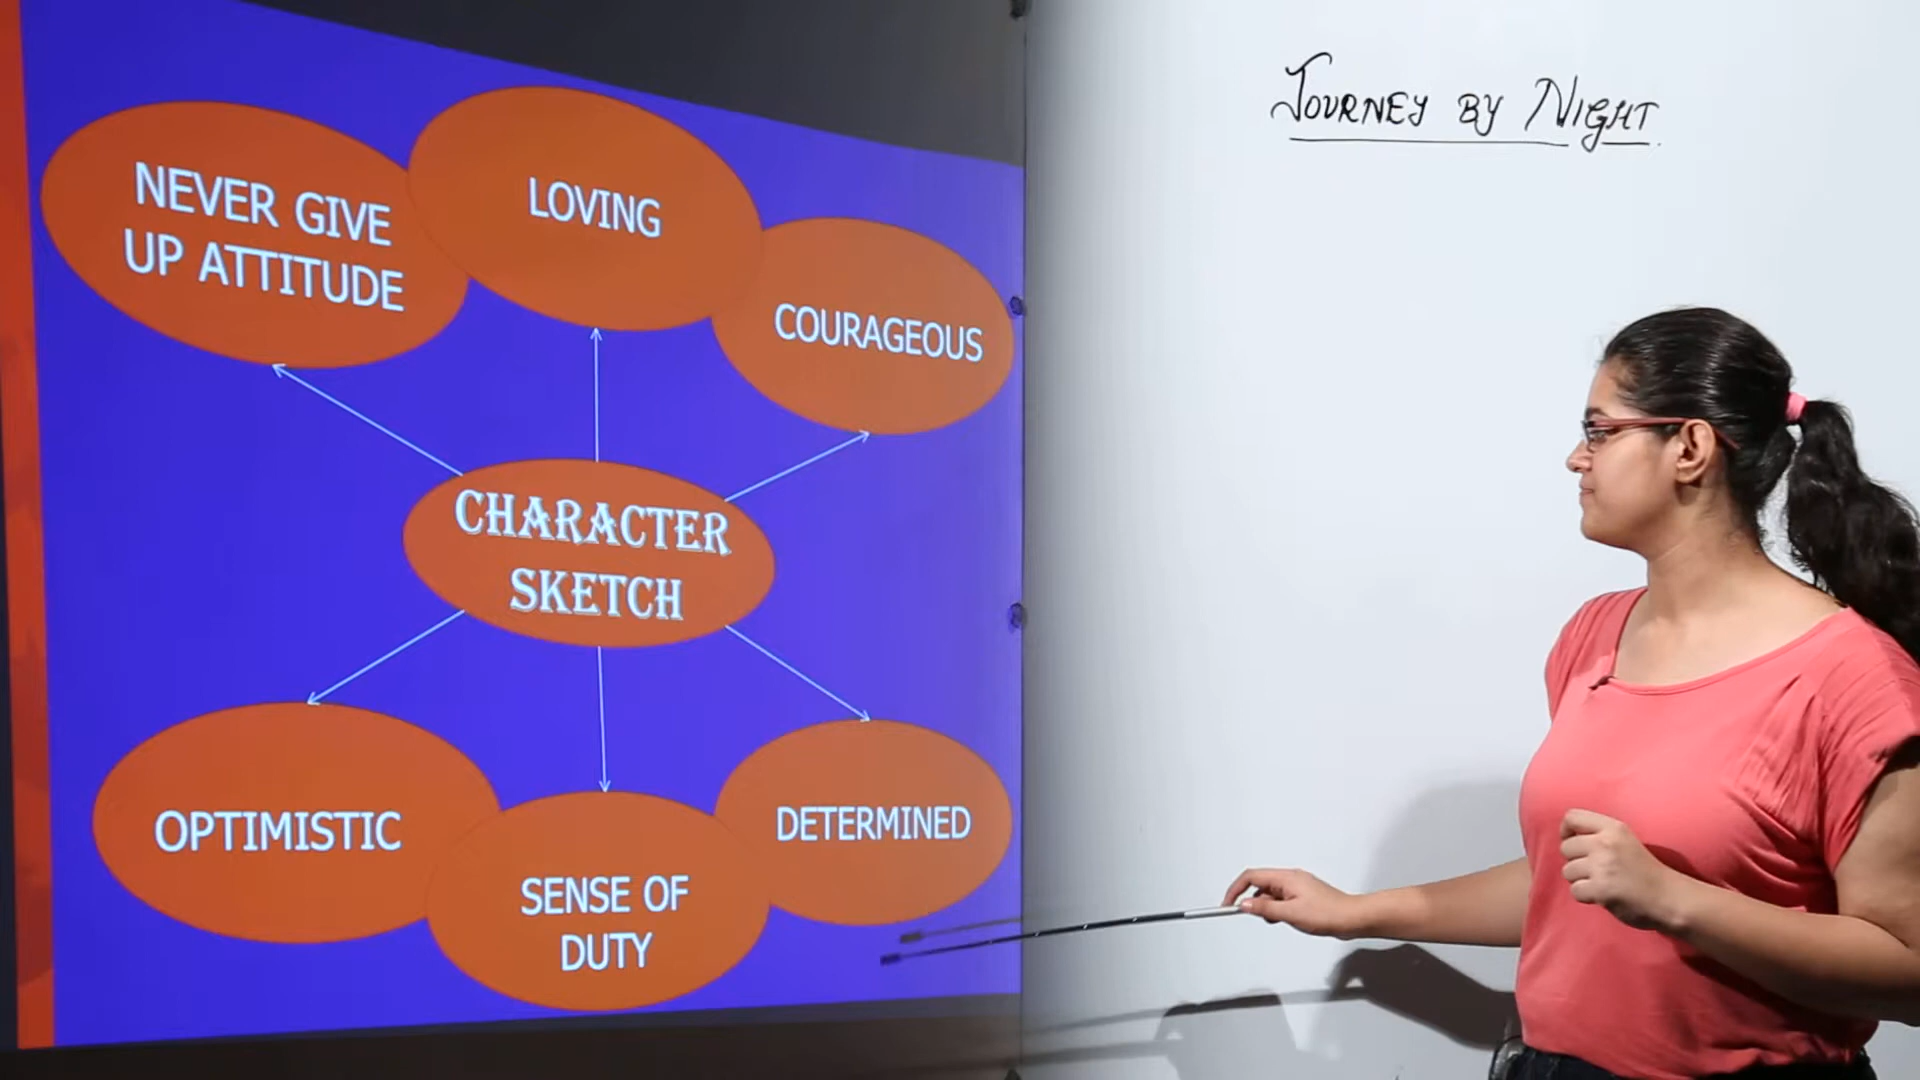 NEVER GIVE
UP ATTITUDE
LOVING
COURAGEOUS
CHARACTER
SKETCH
OPTIMISTIC
SENSE OF
DUTY
DETERMINED
JOURNEY BY NIGHT